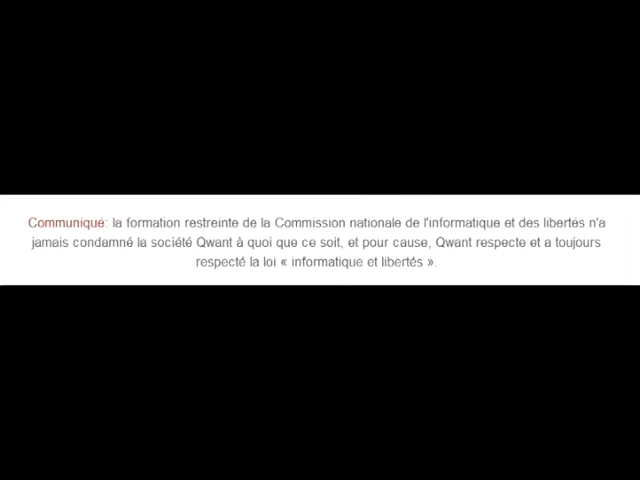 Communiqué: la formation restreinte de la Commission nationale de l'informatique et des libertés n'a
jamais condamné la société Qwant à quoi que ce soit, et pour cause, Qwant respecte et a toujours
respecté la loi « informatique et libertés ».